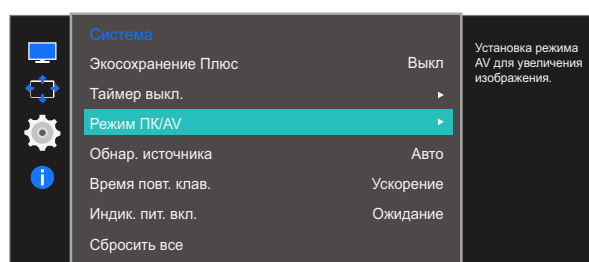 Система
Экосохранение Плюс Выкл
Таймер выкл.
Режим ПК/AV
Обнар. источника Авто
Время повт. клав. Ускорение
Индик. пит. вкл. Ожидание
Сбросить все
Установка режима
AV для увеличения
изображения.